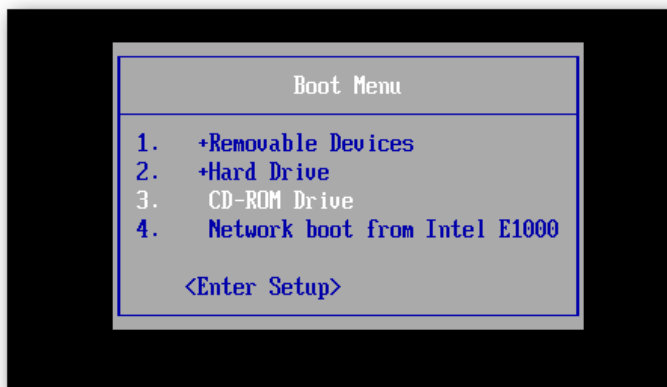 Boot Menu
1. +Removable Devices
2. +Hard Drive
3. CD-ROM Drive
4. Network boot from Intel E1000
<Enter Setup>